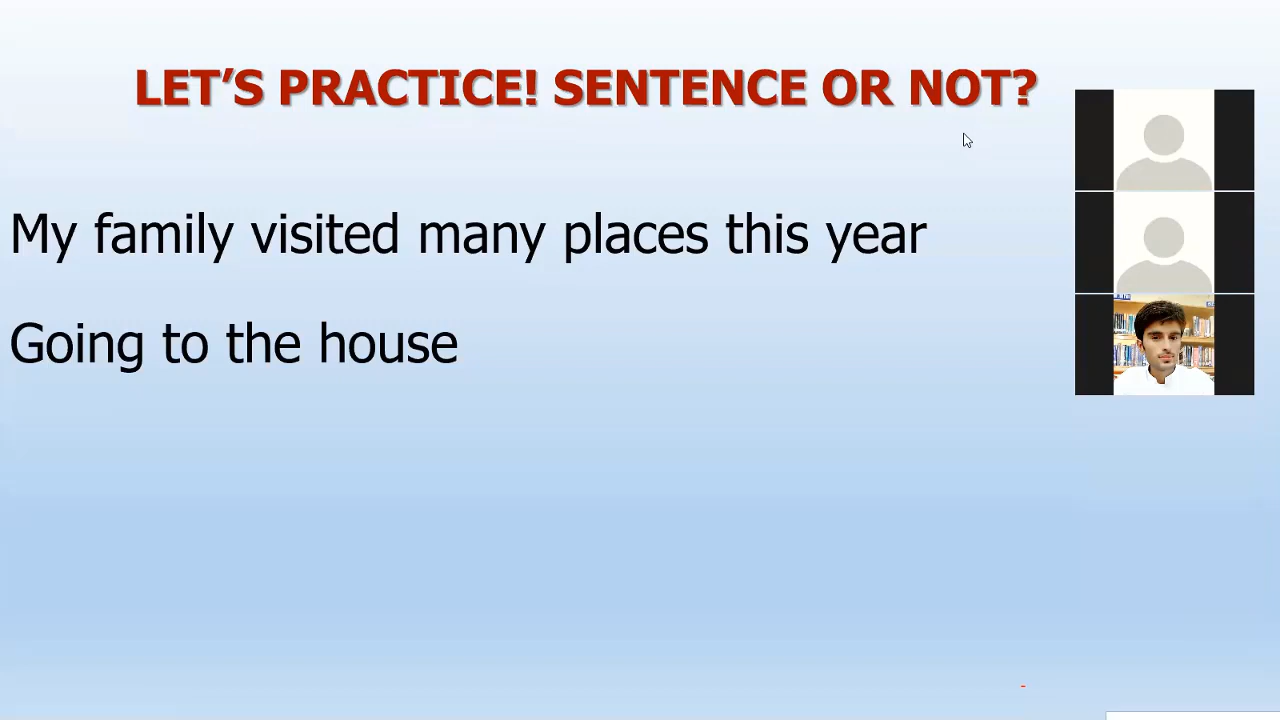 LET’S PRACTICE! SENTENCE OR NOT?
My family visited many places this year
Going to the house